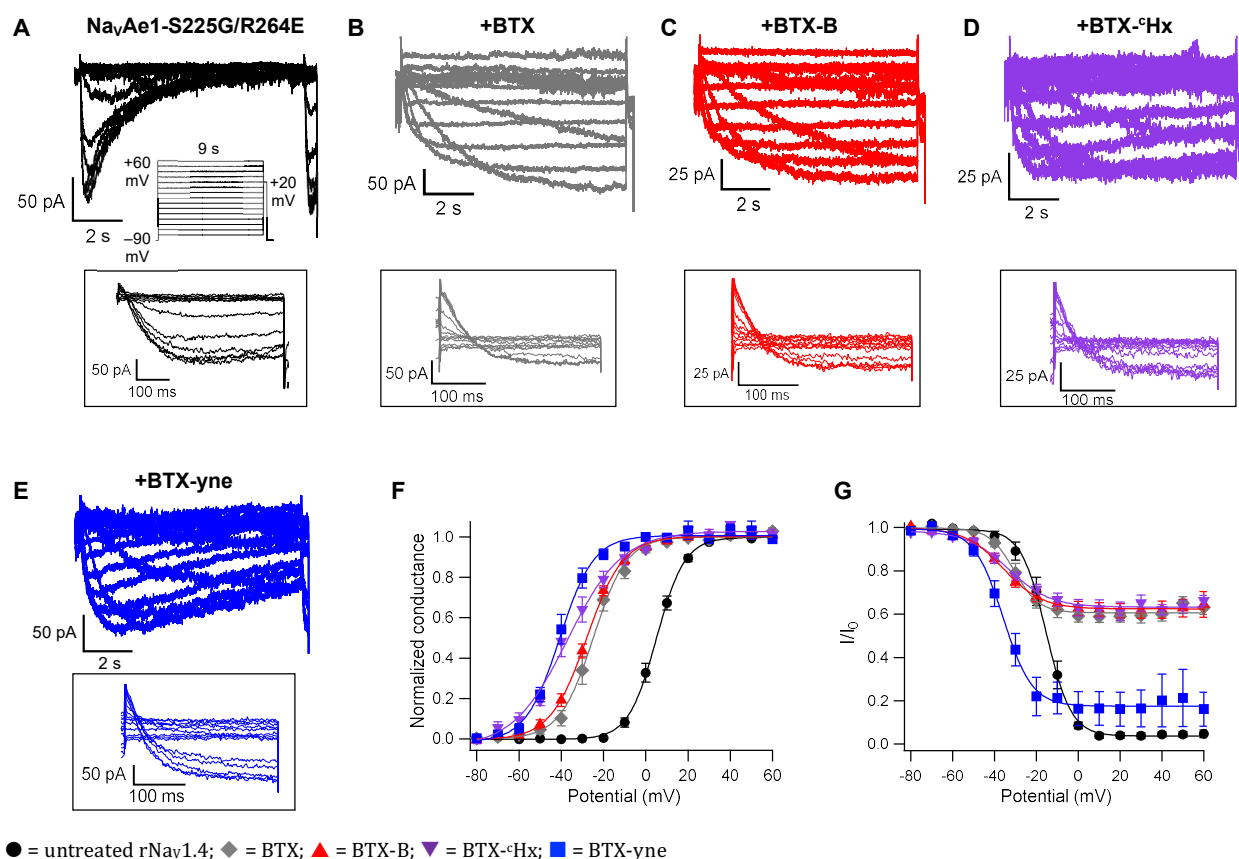 A
NaVAe1-S225G/R264E
50 pA
2 s
9 s
+60 mV
+20 mV
–90 mV
50 pA
100 ms
B
+BTX
50 pA
2 s
50 pA
100 ms
C
+BTX-B
25 pA
2 s
25 pA
100 ms
D
+BTX-ᶜHx
25 pA
2 s
25 pA
100 ms
E
+BTX-yne
50 pA
2 s
50 pA
100 ms
F
Normalized conductance
1.0
0.8
0.6
0.4
0.2
0.0
-80 -60 -40 -20 0 20 40 60
Potential (mV)
G
I/I₀
1.0
0.8
0.6
0.4
0.2
0.0
-80 -60 -40 -20 0 20 40 60
Potential (mV)
= untreated rNaᵥ1.4; = BTX; = BTX-B; = BTX-ᶜHx; = BTX-yne